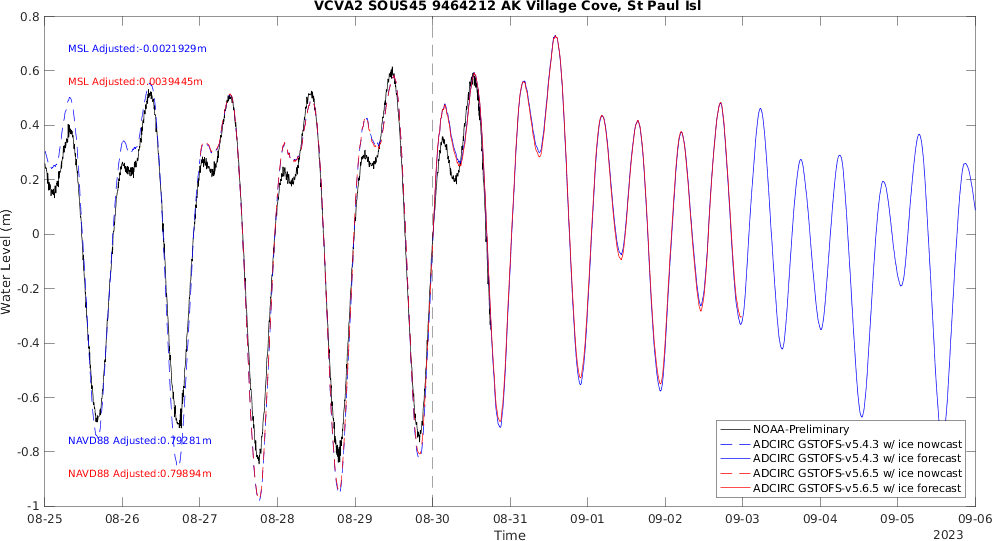 VCVA2 SOUS45 9464212 AK Village Cove, St Paul Isl
0.8
0.6
0.4
0.2
0
-0.2
-0.4
-0.6
-0.8
-1
Water Level (m)
MSL Adjusted:-0.0021929m
MSL Adjusted:0.0039445m
NAVD88 Adjusted:0.79281m
NAVD88 Adjusted:0.79894m
NOAA-Preliminary
ADCIRC GSTOFS-v5.4.3 w/ ice nowcast
ADCIRC GSTOFS-v5.4.3 w/ ice forecast
ADCIRC GSTOFS-v5.6.5 w/ ice nowcast
ADCIRC GSTOFS-v5.6.5 w/ ice forecast
08-25 08-26 08-27 08-28 08-29 08-30 08-31 09-01 09-02 09-03 09-04 09-05 09-06
Time
2023